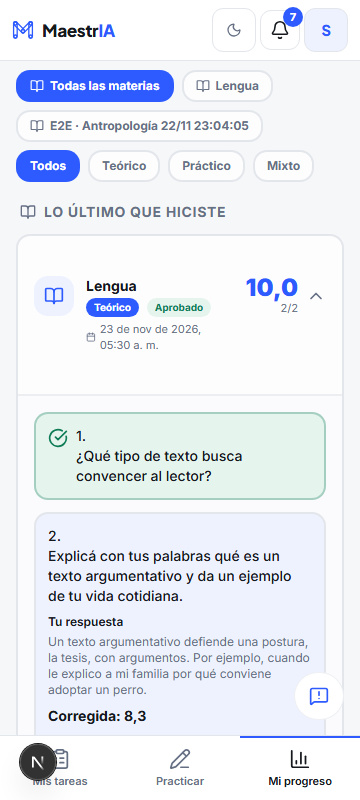 MaestrIA
7
S
Todas las materias
Lengua
E2E · Antropología 22/11 23:04:05
Todos
Teórico
Práctico
Mixto
LO ÚLTIMO QUE HICISTE
Lengua
10,0
Teórico
Aprobado
2/2
23 de nov de 2026,
05:30 a. m.
1.
¿Qué tipo de texto busca
convencer al lector?
2.
Explicá con tus palabras qué es un
texto argumentativo y da un ejemplo
de tu vida cotidiana.
Tu respuesta
Un texto argumentativo defiende una postura,
la tesis, con argumentos. Por ejemplo, cuando
le explico a mi familia por qué conviene
adoptar un perro.
Corregida: 8,3
N
Mis tareas
Practicar
Mi progreso